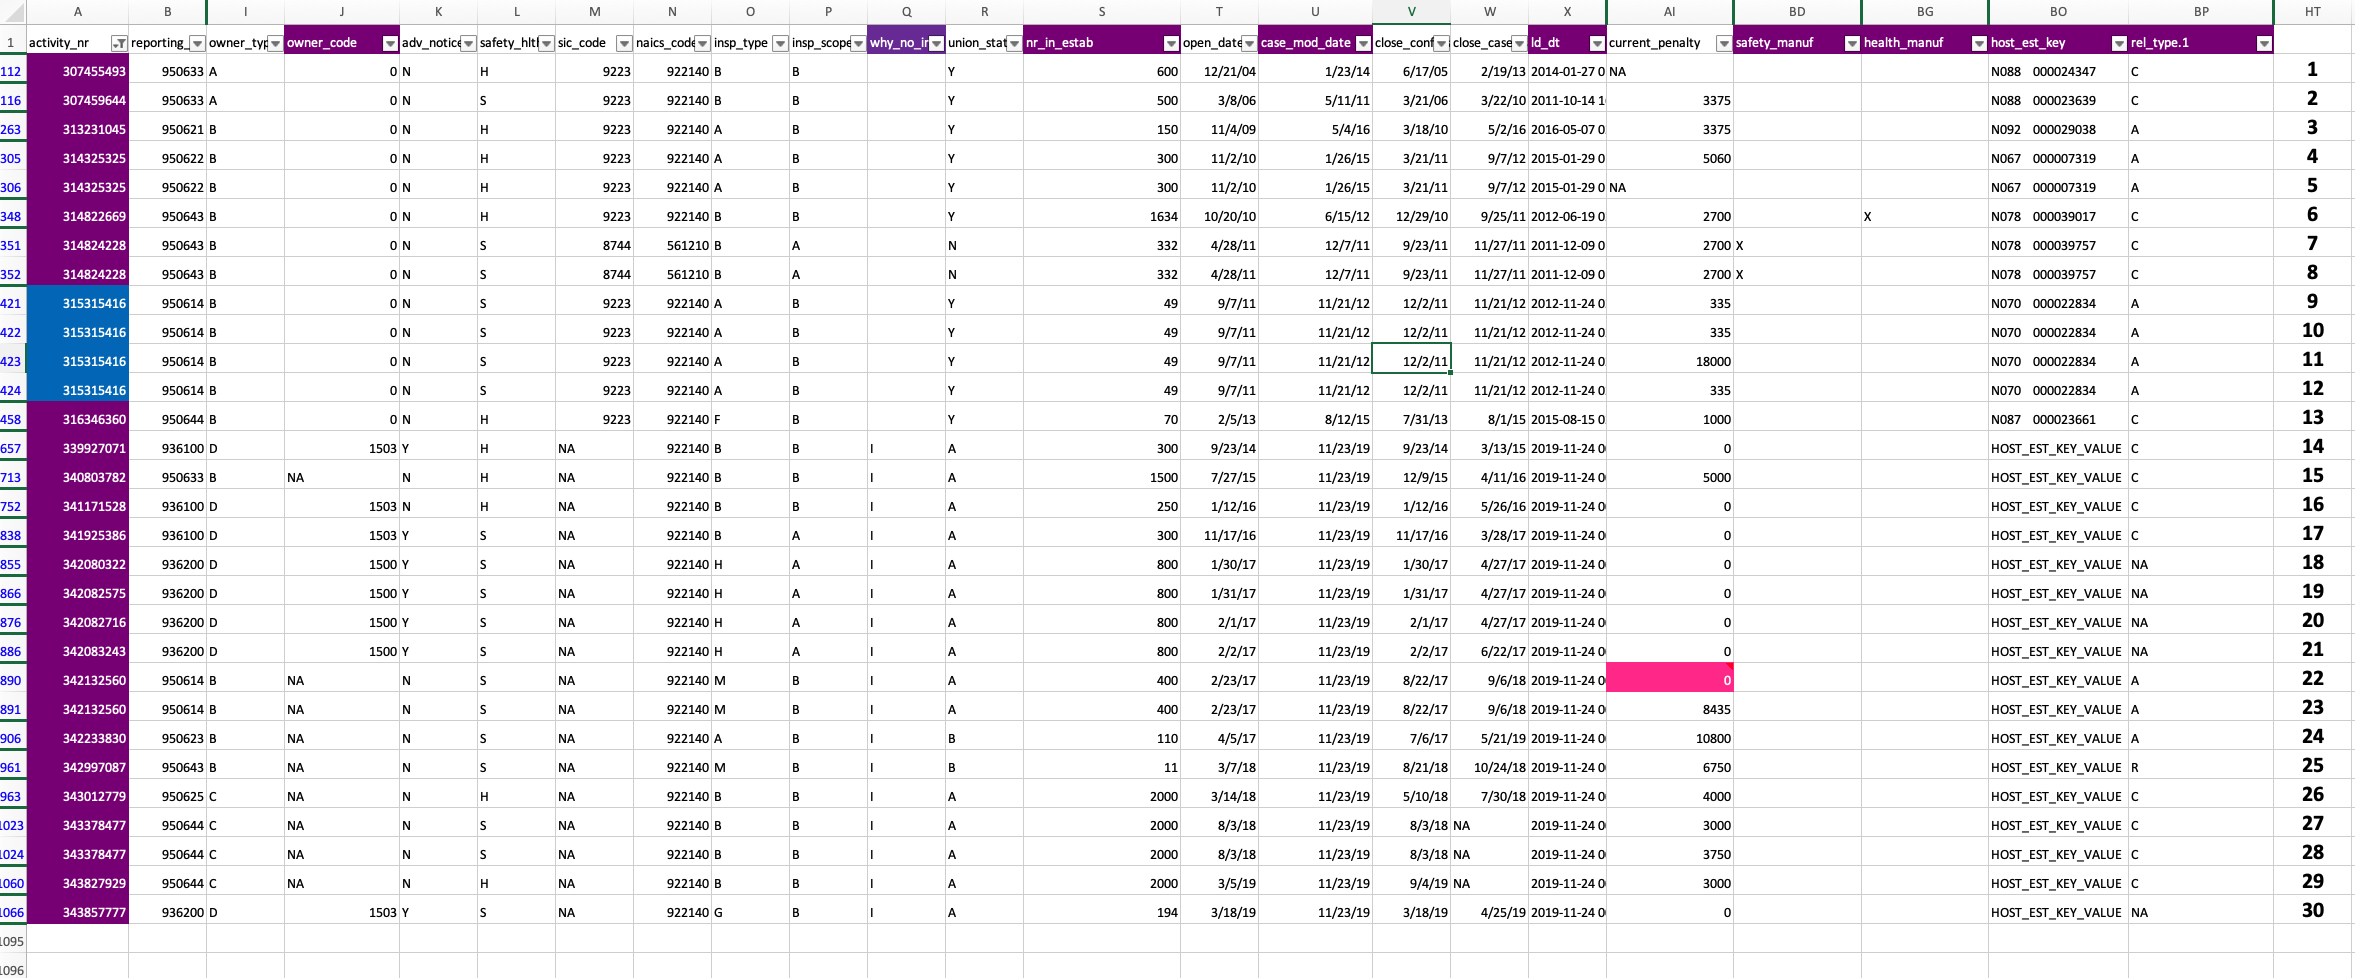 A B I J K L M N O P Q R S T U V W X AI BD BG BO BP HT
1 activity_nr reporting_ owner_typ owner_code adv_notice safety_hlth sic_code naics_code insp_type insp_scope why_no_in union_stat nr_in_estab open_date case_mod_date close_conf close_case ld_dt current_penalty safety_manuf health_manuf host_est_key rel_type.1
112 307455493 950633 A 0 N H 9223 922140 B B Y 600 12/21/04 1/23/14 6/17/05 2/19/13 2014-01-27 0 NA N088 000024347 C 1
116 307459644 950633 A 0 N S 9223 922140 B B Y 500 3/8/06 5/11/11 3/21/06 3/22/10 2011-10-14 1 3375 N088 000023639 C 2
263 313231045 950621 B 0 N H 9223 922140 A B Y 150 11/4/09 5/4/16 3/18/10 5/2/16 2016-05-07 0 3375 N092 000029038 A 3
305 314325325 950622 B 0 N H 9223 922140 A B Y 300 11/2/10 1/26/15 3/21/11 9/7/12 2015-01-29 0 5060 N067 000007319 A 4
306 314325325 950622 B 0 N H 9223 922140 A B Y 300 11/2/10 1/26/15 3/21/11 9/7/12 2015-01-29 0 NA N067 000007319 A 5
348 314822669 950643 B 0 N H 9223 922140 B B Y 1634 10/20/10 6/15/12 12/29/10 9/25/11 2012-06-19 0 2700 X N078 000039017 C 6
351 314824228 950643 B 0 N S 8744 561210 B A N 332 4/28/11 12/7/11 9/23/11 11/27/11 2011-12-09 0 2700 X N078 000039757 C 7
352 314824228 950643 B 0 N S 8744 561210 B A N 332 4/28/11 12/7/11 9/23/11 11/27/11 2011-12-09 0 2700 X N078 000039757 C 8
421 315315416 950614 B 0 N S 9223 922140 A B Y 49 9/7/11 11/21/12 12/2/11 11/21/12 2012-11-24 0 335 N070 000022834 A 9
422 315315416 950614 B 0 N S 9223 922140 A B Y 49 9/7/11 11/21/12 12/2/11 11/21/12 2012-11-24 0 335 N070 000022834 A 10
423 315315416 950614 B 0 N S 9223 922140 A B Y 49 9/7/11 11/21/12 12/2/11 11/21/12 2012-11-24 0 18000 N070 000022834 A 11
424 315315416 950614 B 0 N S 9223 922140 A B Y 49 9/7/11 11/21/12 12/2/11 11/21/12 2012-11-24 0 335 N070 000022834 A 12
458 316346360 950644 B 0 N H 9223 922140 F B Y 70 2/5/13 8/12/15 7/31/13 8/1/15 2015-08-15 0 1000 N087 000023661 C 13
657 339927071 936100 D 1503 Y H NA 922140 B B I A 300 9/23/14 11/23/19 9/23/14 3/13/15 2019-11-24 0 0 HOST_EST_KEY_VALUE C 14
713 340803782 950633 B NA N H NA 922140 B B I A 1500 7/27/15 11/23/19 12/9/15 4/11/16 2019-11-24 0 5000 HOST_EST_KEY_VALUE C 15
752 341171528 936100 D 1503 N H NA 922140 B B I A 250 1/12/16 11/23/19 1/12/16 5/26/16 2019-11-24 0 0 HOST_EST_KEY_VALUE C 16
838 341925386 936100 D 1503 Y S NA 922140 B A I A 300 11/17/16 11/23/19 11/17/16 3/28/17 2019-11-24 0 0 HOST_EST_KEY_VALUE C 17
855 342080322 936200 D 1500 Y S NA 922140 H A I A 800 1/30/17 11/23/19 1/30/17 4/27/17 2019-11-24 0 0 HOST_EST_KEY_VALUE NA 18
866 342082575 936200 D 1500 Y S NA 922140 H A I A 800 1/31/17 11/23/19 1/31/17 4/27/17 2019-11-24 0 0 HOST_EST_KEY_VALUE NA 19
876 342082716 936200 D 1500 Y S NA 922140 H A I A 800 2/1/17 11/23/19 2/1/17 4/27/17 2019-11-24 0 0 HOST_EST_KEY_VALUE NA 20
886 342083243 936200 D 1500 Y S NA 922140 H A I A 800 2/2/17 11/23/19 2/2/17 6/22/17 2019-11-24 0 0 HOST_EST_KEY_VALUE NA 21
890 342132560 950614 B NA N S NA 922140 M B I A 400 2/23/17 11/23/19 8/22/17 9/6/18 2019-11-24 0 0 HOST_EST_KEY_VALUE A 22
891 342132560 950614 B NA N S NA 922140 M B I A 400 2/23/17 11/23/19 8/22/17 9/6/18 2019-11-24 0 8435 HOST_EST_KEY_VALUE A 23
906 342233830 950623 B NA N S NA 922140 A B I B 110 4/5/17 11/23/19 7/6/17 5/21/19 2019-11-24 0 10800 HOST_EST_KEY_VALUE A 24
961 342997087 950643 B NA N S NA 922140 M B I B 11 3/7/18 11/23/19 8/21/18 10/24/18 2019-11-24 0 6750 HOST_EST_KEY_VALUE R 25
963 343012779 950625 C NA N H NA 922140 B B I A 2000 3/14/18 11/23/19 5/10/18 7/30/18 2019-11-24 0 4000 HOST_EST_KEY_VALUE C 26
1023 343378477 950644 C NA N S NA 922140 B B I A 2000 8/3/18 11/23/19 8/3/18 NA 2019-11-24 0 3000 HOST_EST_KEY_VALUE C 27
1024 343378477 950644 C NA N S NA 922140 B B I A 2000 8/3/18 11/23/19 8/3/18 NA 2019-11-24 0 3750 HOST_EST_KEY_VALUE C 28
1060 343827929 950644 C NA N H NA 922140 B B I A 2000 3/5/19 11/23/19 9/4/19 NA 2019-11-24 0 3000 HOST_EST_KEY_VALUE C 29
1066 343857777 936200 D 1503 Y S NA 922140 G B I A 194 3/18/19 11/23/19 3/18/19 4/25/19 2019-11-24 0 0 HOST_EST_KEY_VALUE NA 30
1095
1096